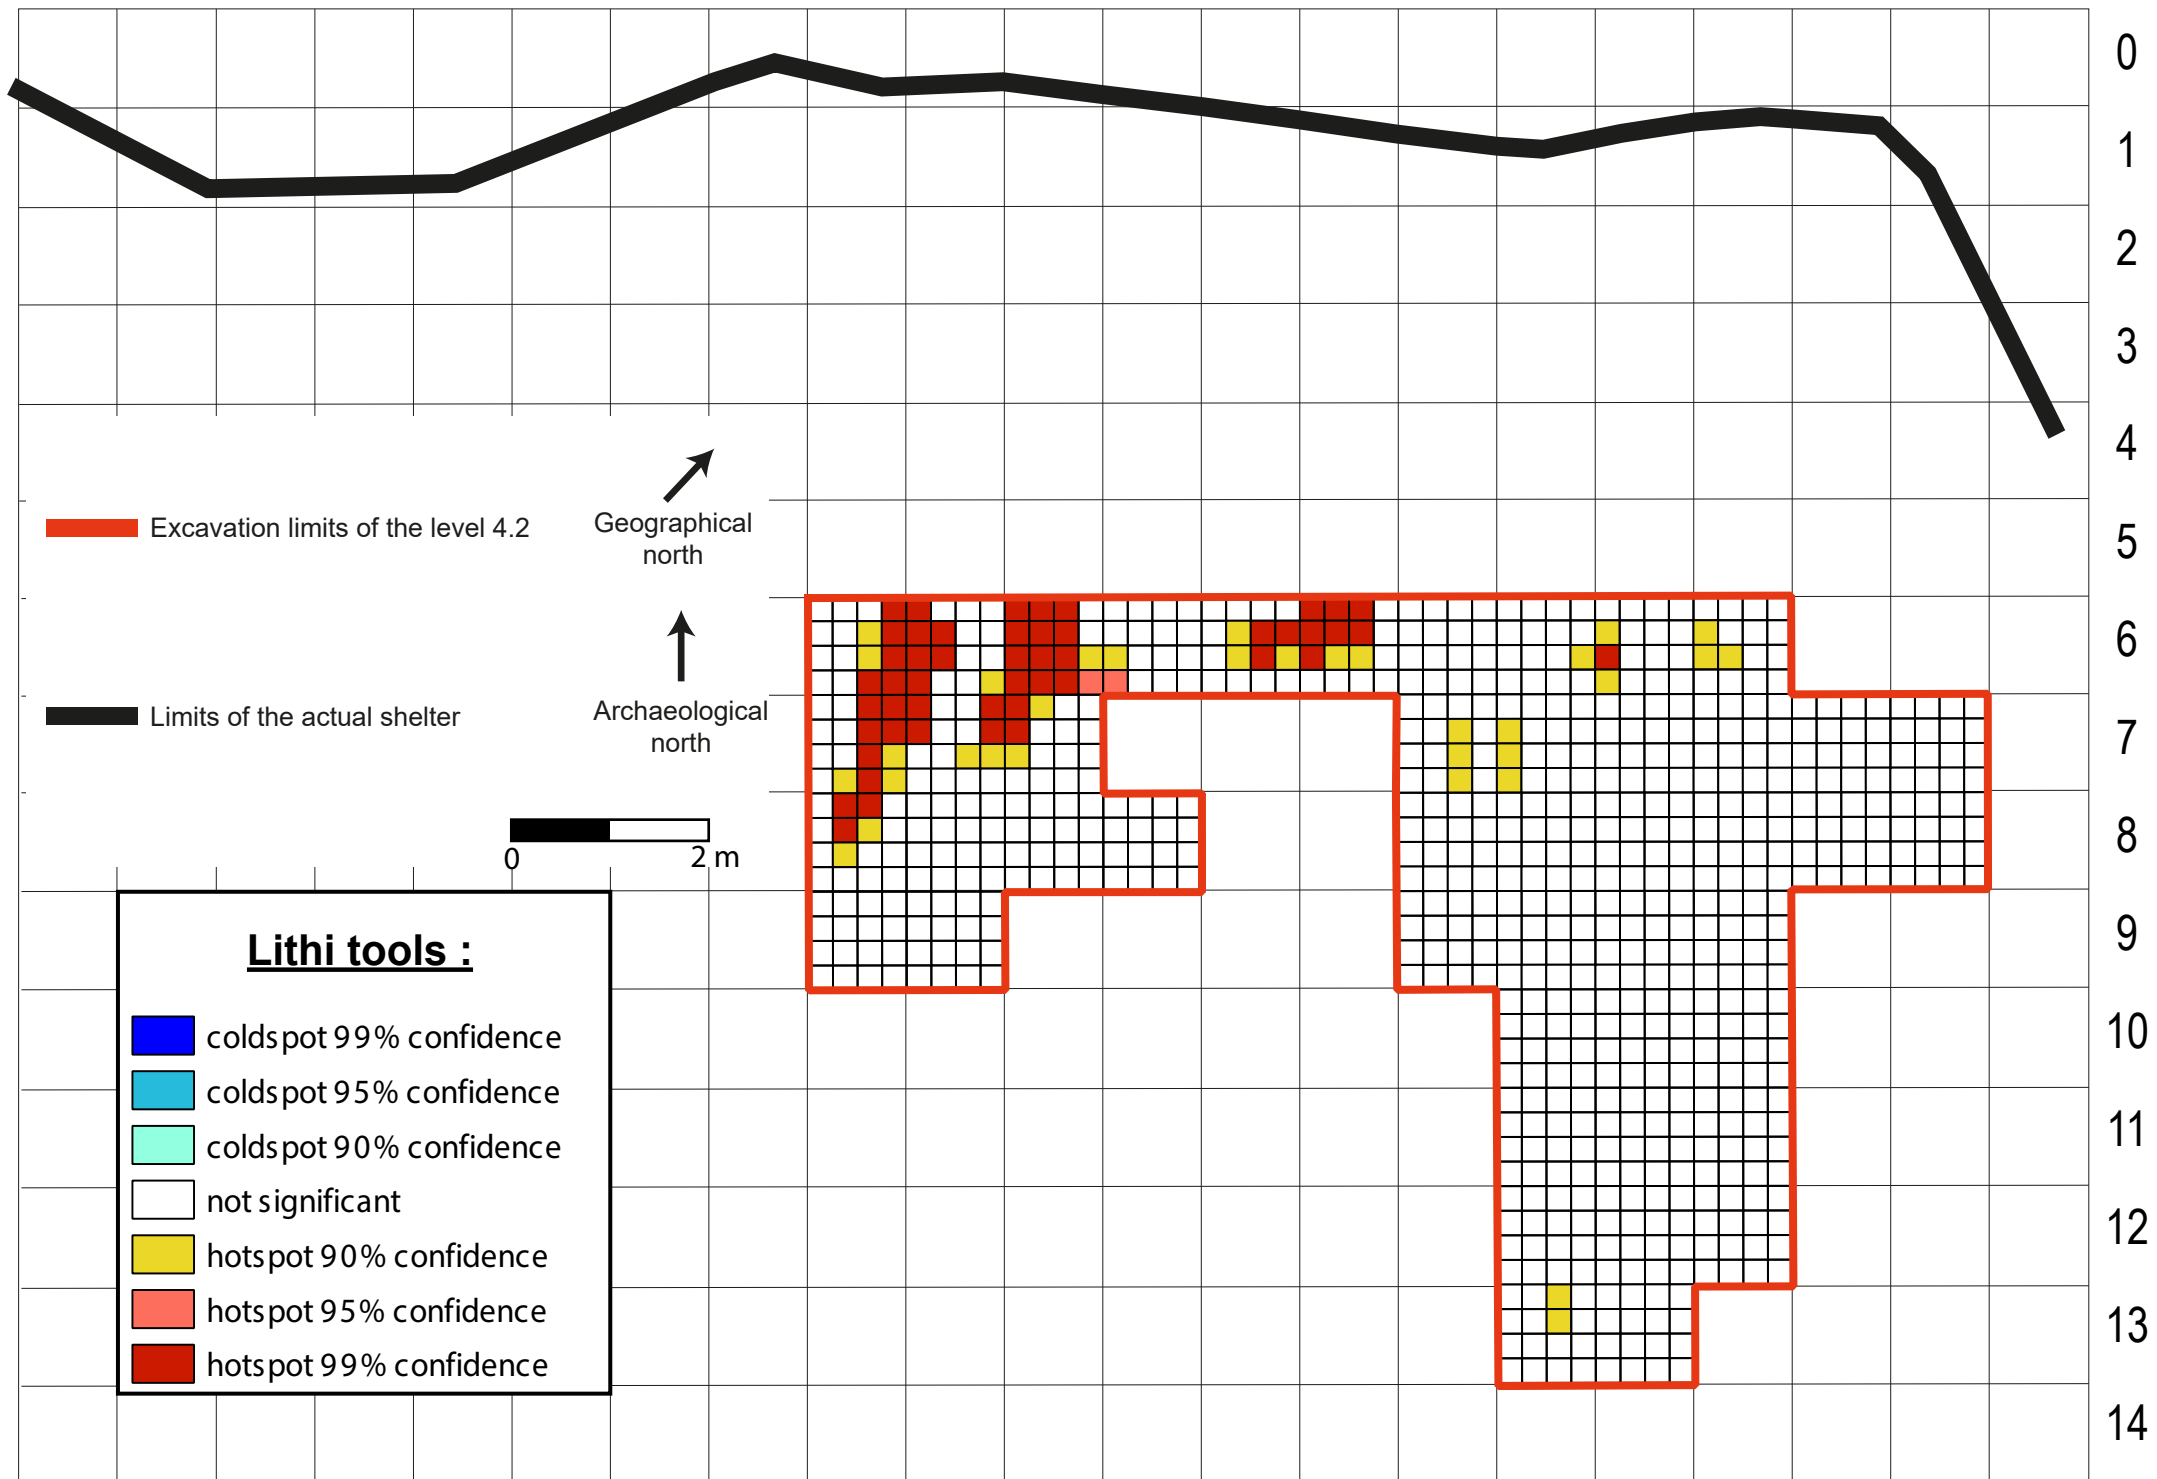 0
1
2
3
4
5
6
7
8
9
10
11
12
13
14
Excavation limits of the level 4.2
Geographical
north
Limits of the actual shelter
Archaeological
north
0
2 m
Lithi tools :
coldspot 99% confidence
coldspot 95% confidence
coldspot 90% confidence
not significant
hotspot 90% confidence
hotspot 95% confidence
hotspot 99% confidence